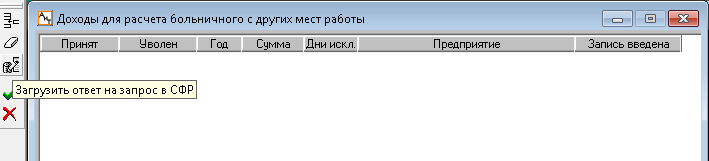 Доходы для расчета больничного с других мест работы
Принят Уволен Год Сумма Дни искл. Предприятие Запись введена
Загрузить ответ на запрос в СФР